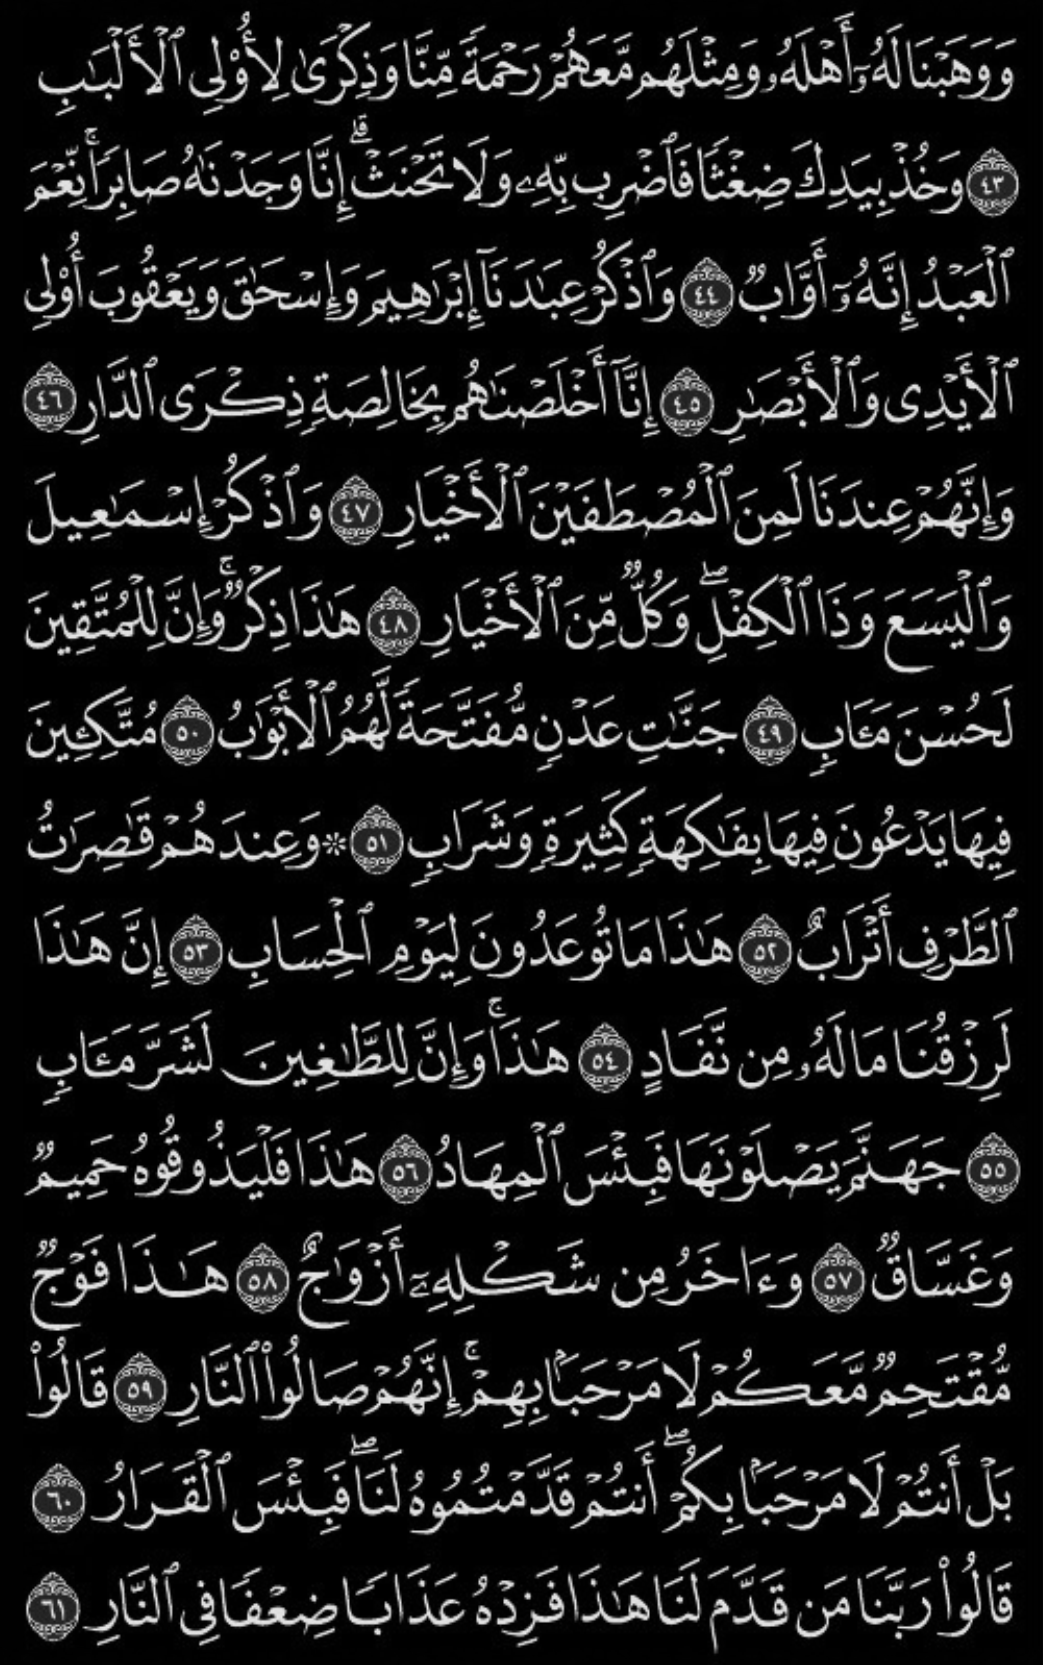 وَوَهَبْنَا لَهُۥٓ أَهْلَهُۥ وَمِثْلَهُم مَّعَهُمْ رَحْمَةً مِّنَّا وَذِكْرَىٰ لِأُو۟لِى ٱلْأَلْبَٰبِ
٤٣ وَخُذْ بِيَدِكَ ضِغْثًا فَٱضْرِب بِّهِۦ وَلَا تَحْنَثْ ۗ إِنَّا وَجَدْنَٰهُ صَابِرًا ۚ نِّعْمَ
ٱلْعَبْدُ إِنَّهُۥٓ أَوَّابٌ ٤٤ وَٱذْكُرْ عِبَٰدَنَآ إِبْرَٰهِيمَ وَإِسْحَٰقَ وَيَعْقُوبَ أُو۟لِى
ٱلْأَيْدِى وَٱلْأَبْصَٰرِ ٤٥ إِنَّآ أَخْلَصْنَٰهُم بِخَالِصَةٍ ذِكْرَى ٱلدَّارِ ٤٦
وَإِنَّهُمْ عِندَنَا لَمِنَ ٱلْمُصْطَفَيْنَ ٱلْأَخْيَارِ ٤٧ وَٱذْكُرْ إِسْمَٰعِيلَ
وَٱلْيَسَعَ وَذَا ٱلْكِفْلِ ۖ وَكُلٌّ مِّنَ ٱلْأَخْيَارِ ٤٨ هَٰذَا ذِكْرٌ ۚ وَإِنَّ لِلْمُتَّقِينَ
لَحُسْنَ مَـَٔابٍ ٤٩ جَنَّٰتِ عَدْنٍ مُّفَتَّحَةً لَّهُمُ ٱلْأَبْوَٰبُ ٥٠ مُتَّكِـِٔينَ
فِيهَا يَدْعُونَ فِيهَا بِفَٰكِهَةٍ كَثِيرَةٍ وَشَرَابٍ ٥١ * وَعِندَهُمْ قَٰصِرَٰتُ
ٱلطَّرْفِ أَتْرَابٌ ٥٢ هَٰذَا مَا تُوعَدُونَ لِيَوْمِ ٱلْحِسَابِ ٥٣ إِنَّ هَٰذَا
لَرِزْقُنَا مَا لَهُۥ مِن نَّفَادٍ ٥٤ هَٰذَا ۚ وَإِنَّ لِلطَّٰغِينَ لَشَرَّ مَـَٔابٍ
٥٥ جَهَنَّمَ يَصْلَوْنَهَا فَبِئْسَ ٱلْمِهَادُ ٥٦ هَٰذَا فَلْيَذُوقُوهُ حَمِيمٌ
وَغَسَّاقٌ ٥٧ وَءَاخَرُ مِن شَكْلِهِۦٓ أَزْوَٰجٌ ٥٨ هَٰذَا فَوْجٌ
مُّقْتَحِمٌ مَّعَكُمْ لَا مَرْحَبًۢا بِهِمْ ۚ إِنَّهُمْ صَالُوا۟ ٱلنَّارِ ٥٩ قَالُوا۟
بَلْ أَنتُمْ لَا مَرْحَبًۢا بِكُمْ ۖ أَنتُمْ قَدَّمْتُمُوهُ لَنَا ۖ فَبِئْسَ ٱلْقَرَارُ ٦٠
قَالُوا۟ رَبَّنَا مَن قَدَّمَ لَنَا هَٰذَا فَزِدْهُ عَذَابًا ضِعْفًا فِى ٱلنَّارِ ٦١